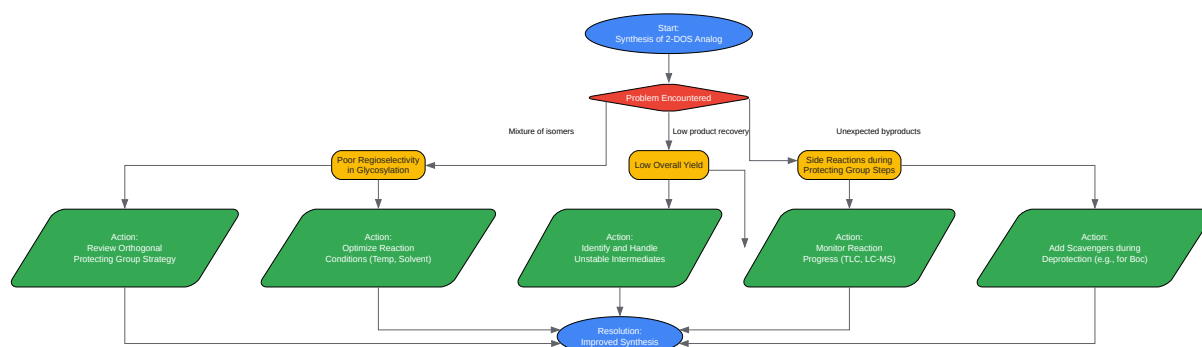 Start:
Synthesis of 2-DOS Analog
Problem Encountered
Mixture of isomers
Low product recovery
Unexpected byproducts
Poor Regioselectivity
in Glycosylation
Low Overall Yield
Side Reactions during
Protecting Group Steps
Action:
Review Orthogonal
Protecting Group Strategy
Action:
Optimize Reaction
Conditions (Temp, Solvent)
Action:
Identify and Handle
Unstable Intermediates
Action:
Monitor Reaction
Progress (TLC, LC-MS)
Action:
Add Scavengers during
Deprotection (e.g., for Boc)
Resolution:
Improved Synthesis